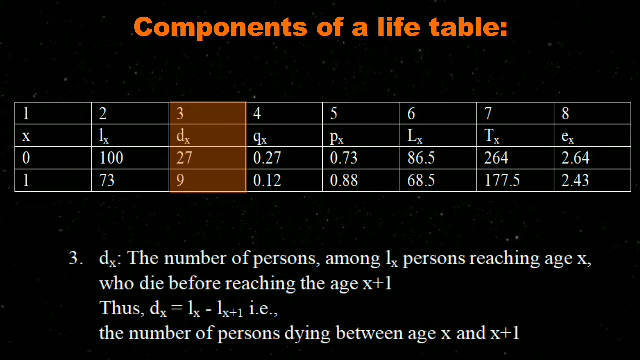 Components of a life table:
1 2 3 4 5 6 7 8
x lx dx qx px Lx Tx ex
0 100 27 0.27 0.73 86.5 264 2.64
1 73 9 0.12 0.88 68.5 177.5 2.43
3. dx: The number of persons, among lx persons reaching age x,
who die before reaching the age x+1
Thus, dx = lx - lx+1 i.e.,
the number of persons dying between age x and x+1